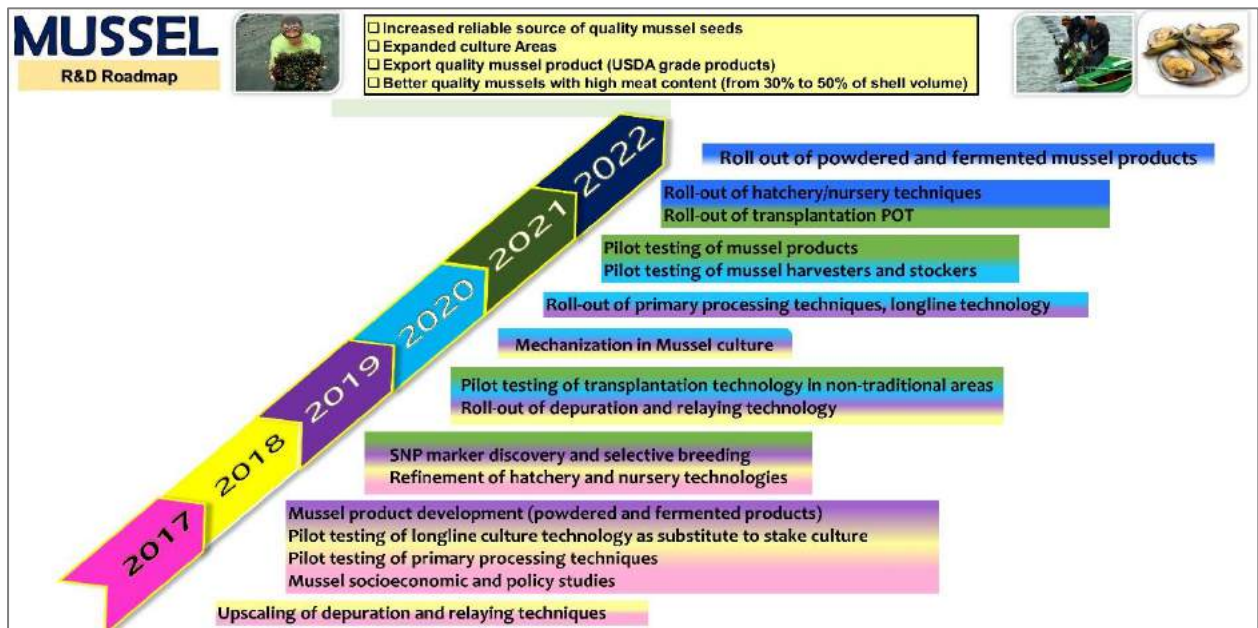 MUSSEL
R&D Roadmap
❑ Increased reliable source of quality mussel seeds
❑ Expanded culture Areas
❑ Export quality mussel product (USDA grade products)
❑ Better quality mussels with high meat content (from 30% to 50% of shell volume)
2022
2021
2020
2019
2018
2017
Roll out of powdered and fermented mussel products
Roll-out of hatchery/nursery techniques
Roll-out of transplantation POT
Pilot testing of mussel products
Pilot testing of mussel harvesters and stockers
Roll-out of primary processing techniques, longline technology
Mechanization in Mussel culture
Pilot testing of transplantation technology in non-traditional areas
Roll-out of depuration and relaying technology
SNP marker discovery and selective breeding
Refinement of hatchery and nursery technologies
Mussel product development (powdered and fermented products)
Pilot testing of longline culture technology as substitute to stake culture
Pilot testing of primary processing techniques
Mussel socioeconomic and policy studies
Upscaling of depuration and relaying techniques